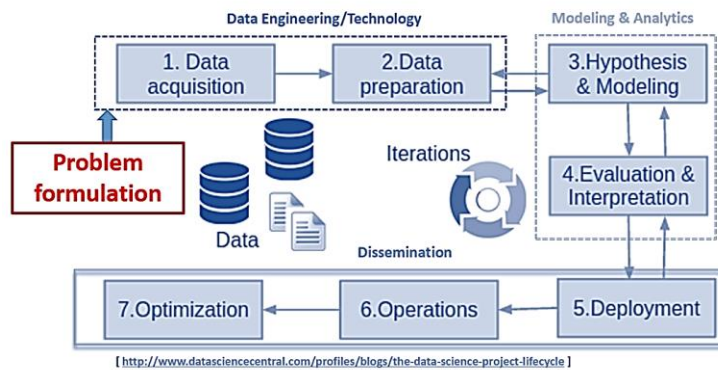 Data Engineering/Technology
Modeling & Analytics
1. Data
acquisition
2.Data
preparation
3.Hypothesis
& Modeling
Problem
formulation
Iterations
4.Evaluation &
Interpretation
Data
Dissemination
7.Optimization
6.Operations
5.Deployment
[ http://www.datasciencecentral.com/profiles/blogs/the-data-science-project-lifecycle ]